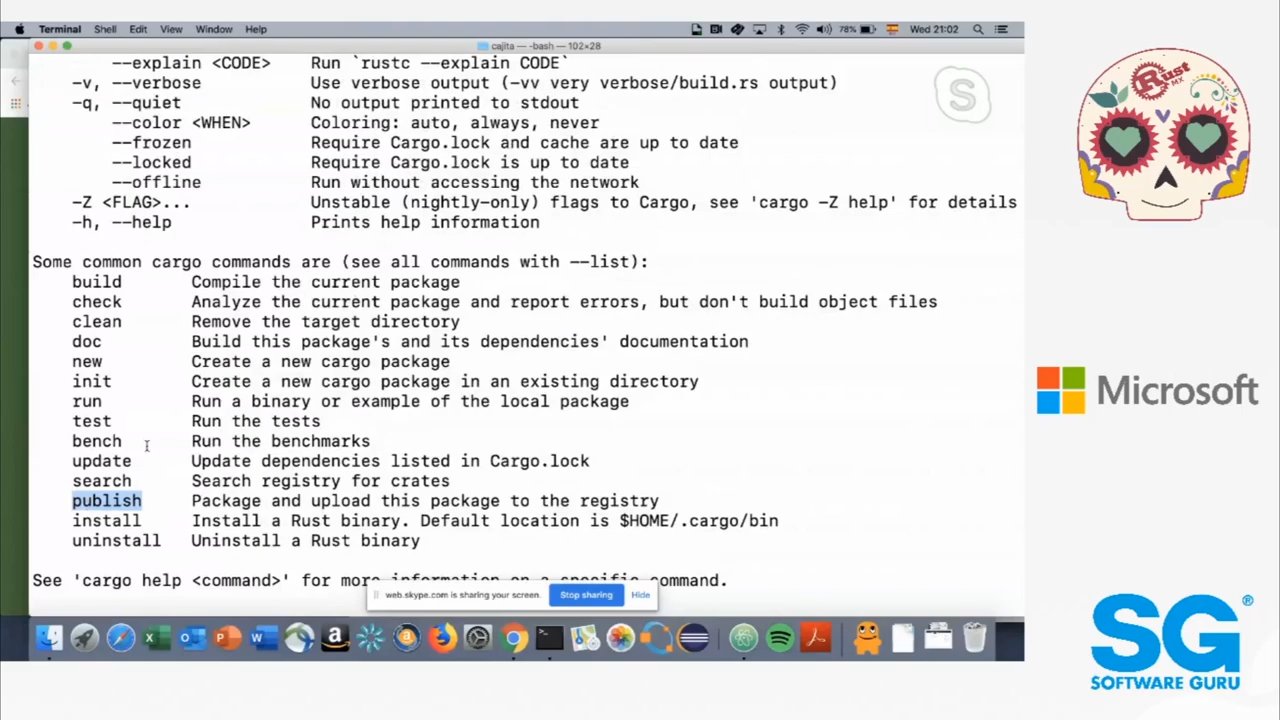 Terminal Shell Edit View Window Help 78% Wed 21:02
cajita — -bash — 102×28
--explain <CODE> Run `rustc --explain CODE`
-v, --verbose Use verbose output (-vv very verbose/build.rs output)
-q, --quiet No output printed to stdout
--color <WHEN> Coloring: auto, always, never
--frozen Require Cargo.lock and cache are up to date
--locked Require Cargo.lock is up to date
--offline Run without accessing the network
-Z <FLAG>... Unstable (nightly-only) flags to Cargo, see 'cargo -Z help' for details
-h, --help Prints help information
Some common cargo commands are (see all commands with --list):
build Compile the current package
check Analyze the current package and report errors, but don't build object files
clean Remove the target directory
doc Build this package's and its dependencies' documentation
new Create a new cargo package
init Create a new cargo package in an existing directory
run Run a binary or example of the local package
test Run the tests
bench Run the benchmarks
update Update dependencies listed in Cargo.lock
search Search registry for crates
publish Package and upload this package to the registry
install Install a Rust binary. Default location is $HOME/.cargo/bin
uninstall Uninstall a Rust binary
See 'cargo help <command>' for more information on a specific command.
web.skype.com is sharing your screen. Stop sharing Hide
S
Rust MX
Microsoft
SG®
SOFTWARE GURU